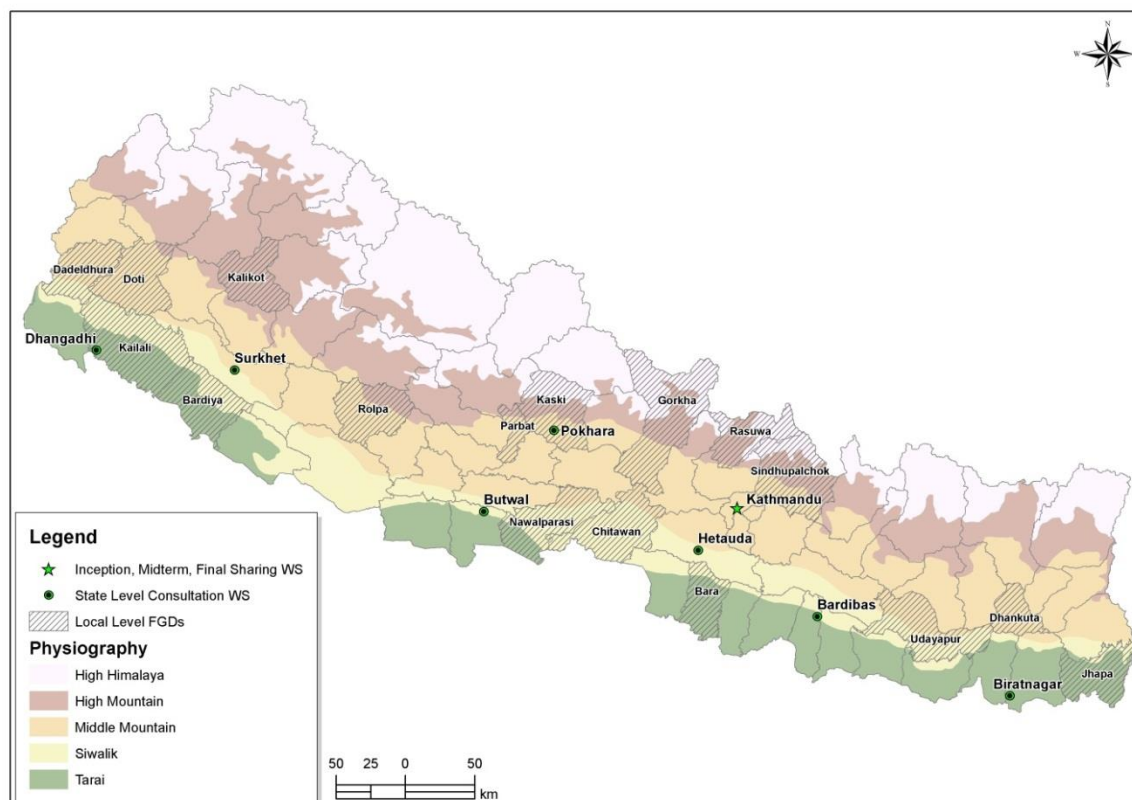 N
W
S
Dadeldhura
Doti
Kalikot
Dhangadhi
Kailali
Surkhet
Bardiya
Rolpa
Kaski
Gorkha
Parbat
Pokhara
Rasuwa
Sindhupalchok
Butwal
Kathmandu
Nawalparasi
Chitawan
Hetauda
Bara
Bardibas
Dhankuta
Udayapur
Jhapa
Biratnagar
Legend
Inception, Midterm, Final Sharing WS
State Level Consultation WS
Local Level FGDs
Physiography
High Himalaya
High Mountain
Middle Mountain
Siwalik
Tarai
50 25 0 50
km